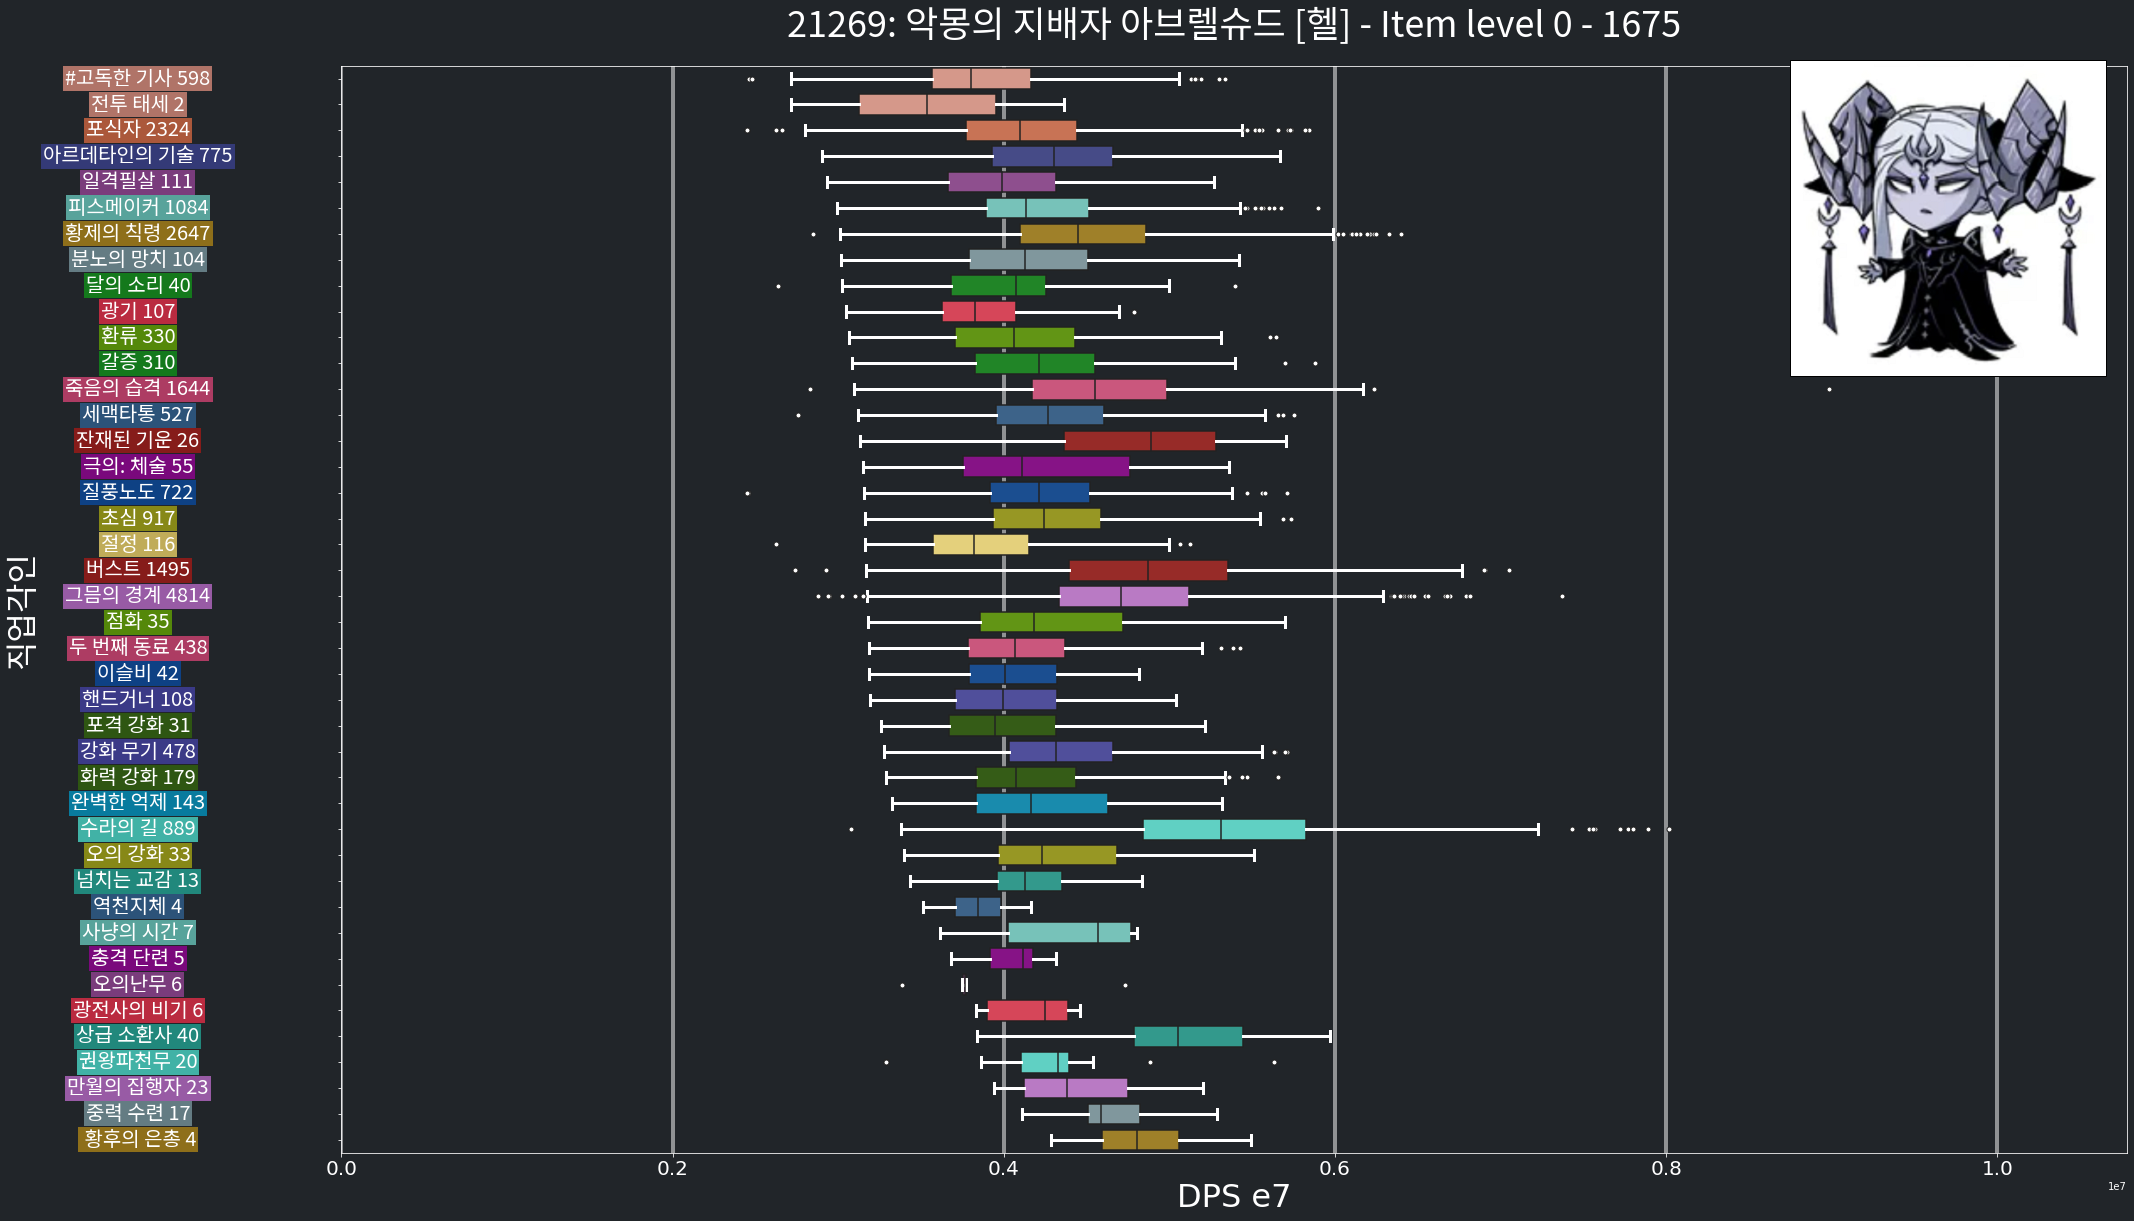 21269: 악몽의 지배자 아브렐슈드 [헬] - Item level 0 - 1675
#고독한 기사 598
전투 태세 2
포식자 2324
아르데타인의 기술 775
일격필살 111
피스메이커 1084
황제의 칙령 2647
분노의 망치 104
달의 소리 40
광기 107
환류 330
갈증 310
죽음의 습격 1644
세맥타통 527
잔재된 기운 26
극의: 체술 55
질풍노도 722
초심 917
절정 116
버스트 1495
그믐의 경계 4814
점화 35
두 번째 동료 438
이슬비 42
핸드거너 108
포격 강화 31
강화 무기 478
화력 강화 179
완벽한 억제 143
수라의 길 889
오의 강화 33
넘치는 교감 13
역천지체 4
사냥의 시간 7
충격 단련 5
오의난무 6
광전사의 비기 6
상급 소환사 40
권왕파천무 20
만월의 집행자 23
중력 수련 17
황후의 은총 4
직업각인
0.0 0.2 0.4 0.6 0.8 1.0
1e7
DPS e7